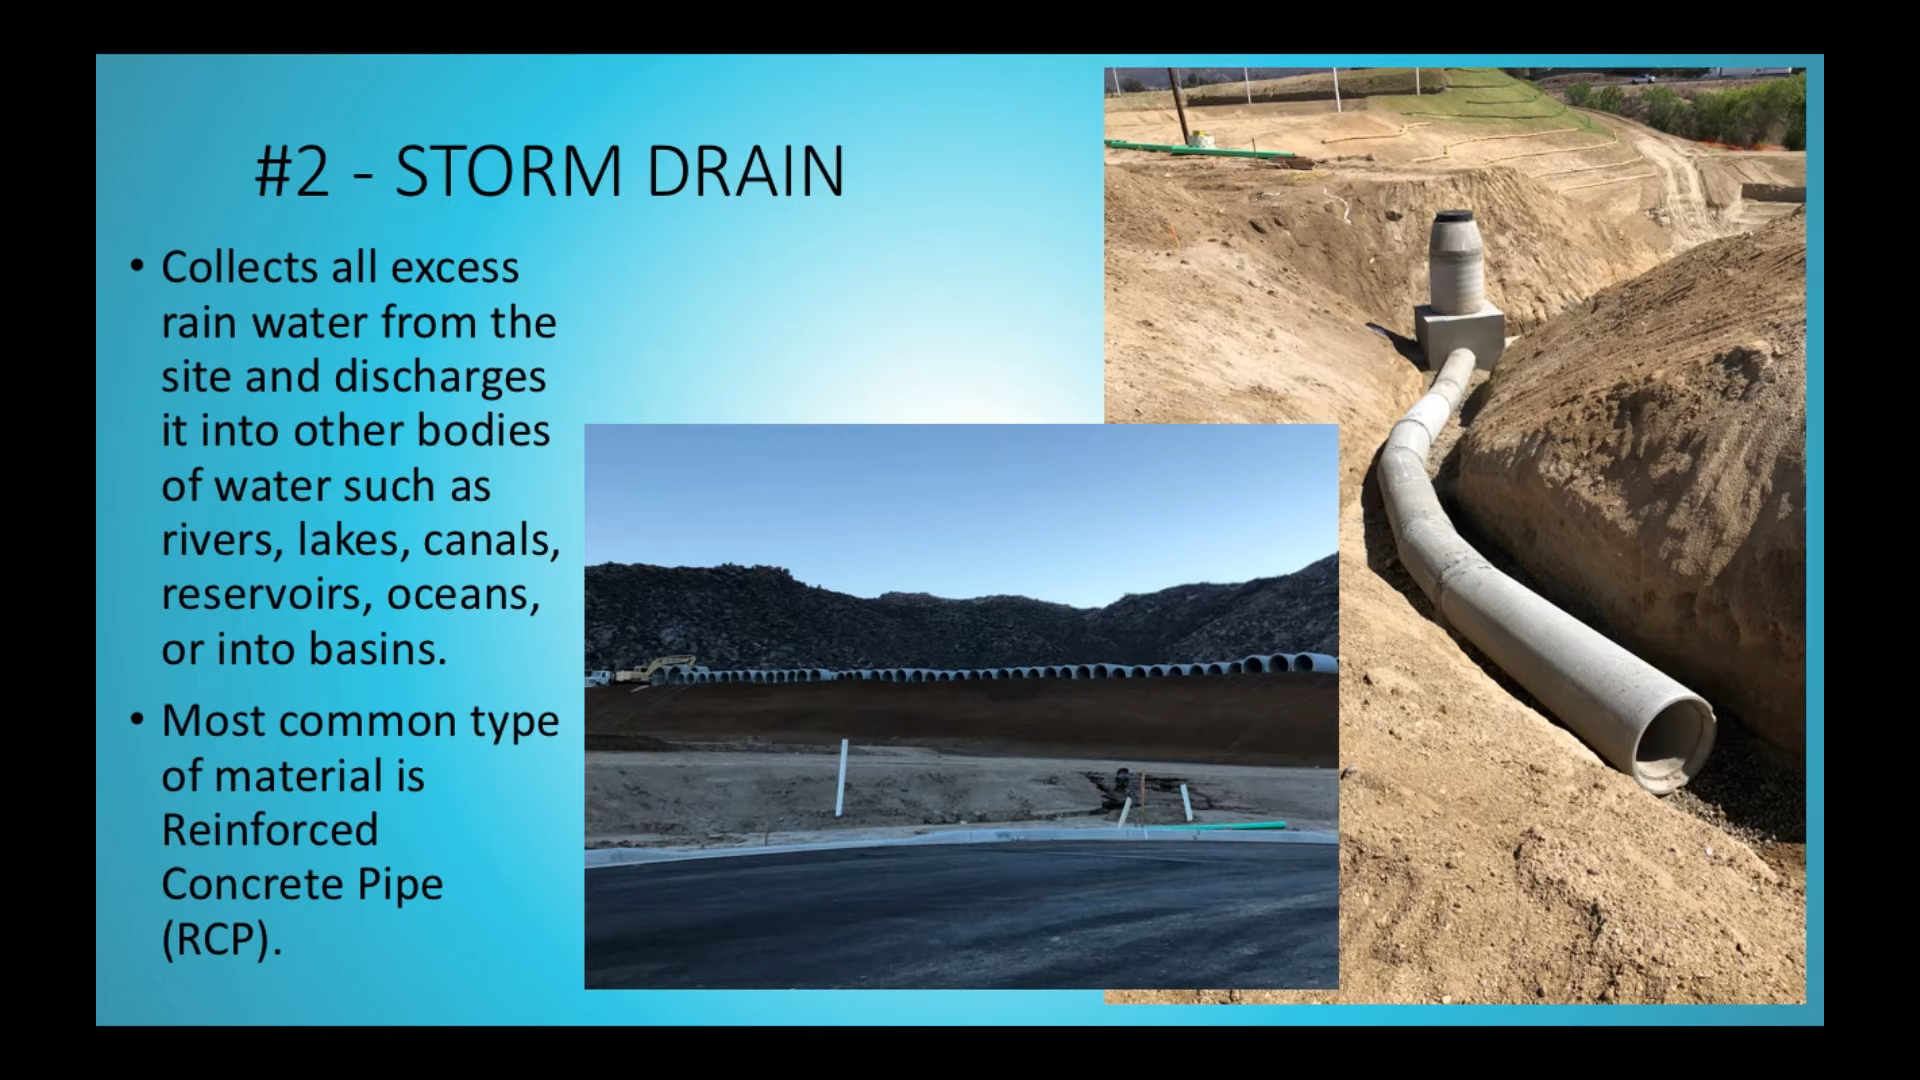 #2 - STORM DRAIN
• Collects all excess
rain water from the
site and discharges
it into other bodies
of water such as
rivers, lakes, canals,
reservoirs, oceans,
or into basins.
• Most common type
of material is
Reinforced
Concrete Pipe
(RCP).